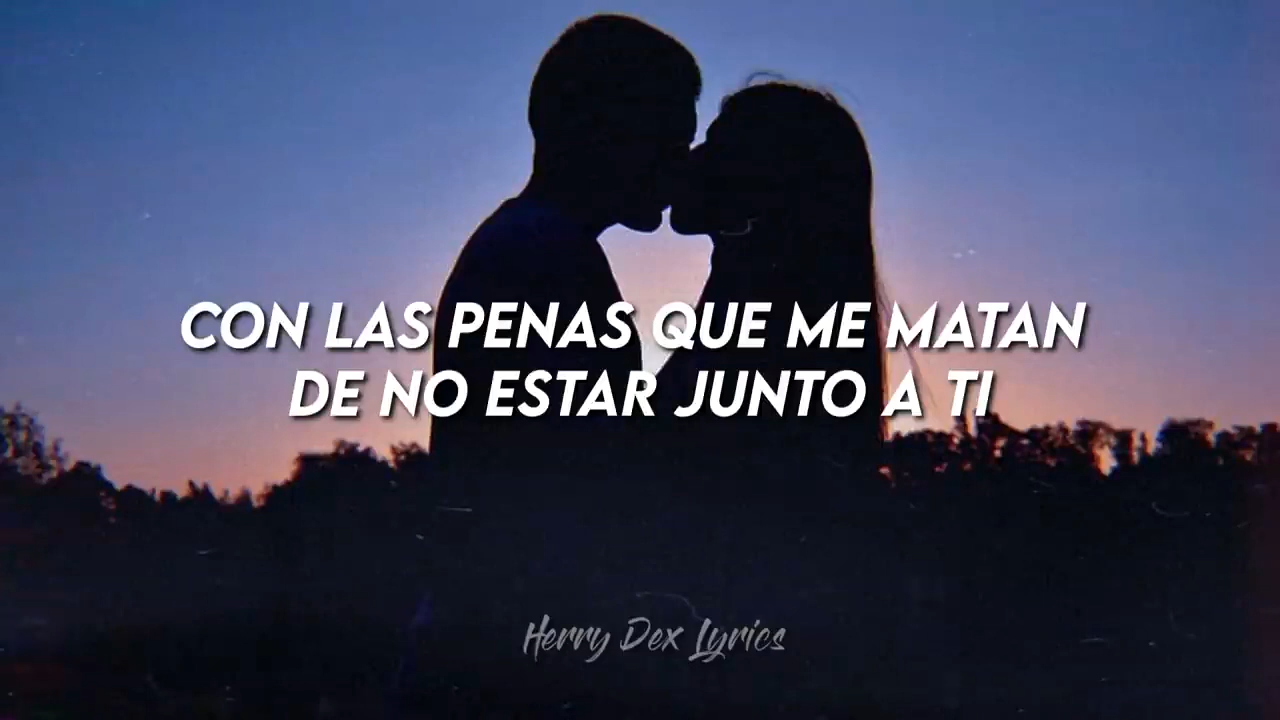 CON LAS PENAS QUE ME MATAN
DE NO ESTAR JUNTO A TI
Herry Dex Lyrics